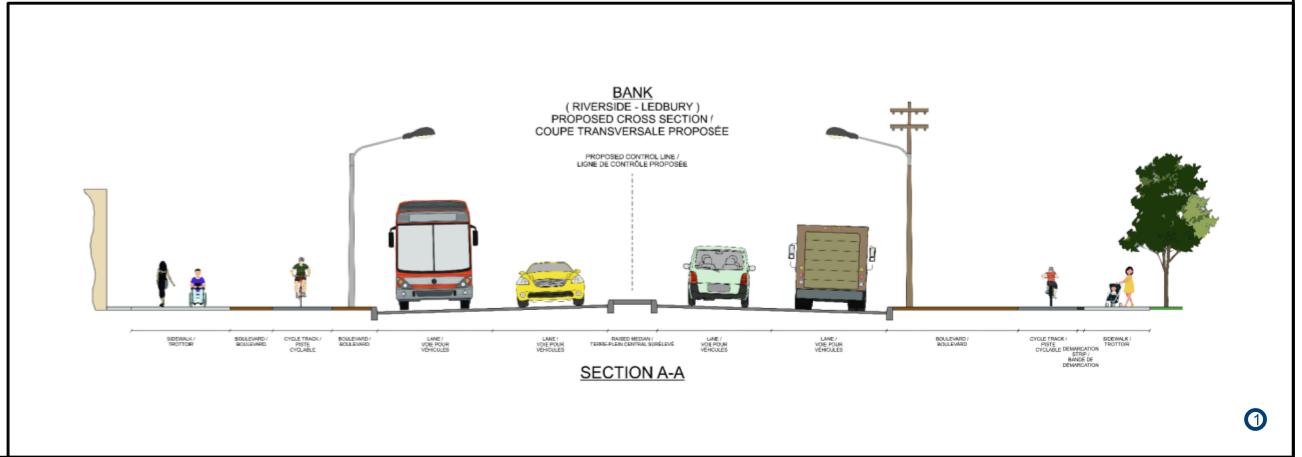 BANK
( RIVERSIDE - LEDBURY )
PROPOSED CROSS SECTION /
COUPE TRANSVERSALE PROPOSÉE
PROPOSED CONTROL LINE /
LIGNE DE CONTRÔLE PROPOSÉE
SIDEWALK /
TROTTOIR
BOULEVARD /
BOULEVARD
CYCLE TRACK /
PISTE
CYCLABLE
BOULEVARD /
BOULEVARD
LANE /
VOIE POUR
VÉHICULES
LANE /
VOIE POUR
VÉHICULES
RAISED MEDIAN /
TERRE-PLEIN CENTRAL SURÉLEVÉ
LANE /
VOIE POUR
VÉHICULES
LANE /
VOIE POUR
VÉHICULES
BOULEVARD /
BOULEVARD
CYCLE TRACK /
PISTE
CYCLABLE
DEMARCATION
STRIP /
BANDE DE
DÉMARCATION
SIDEWALK /
TROTTOIR
SECTION A-A
1